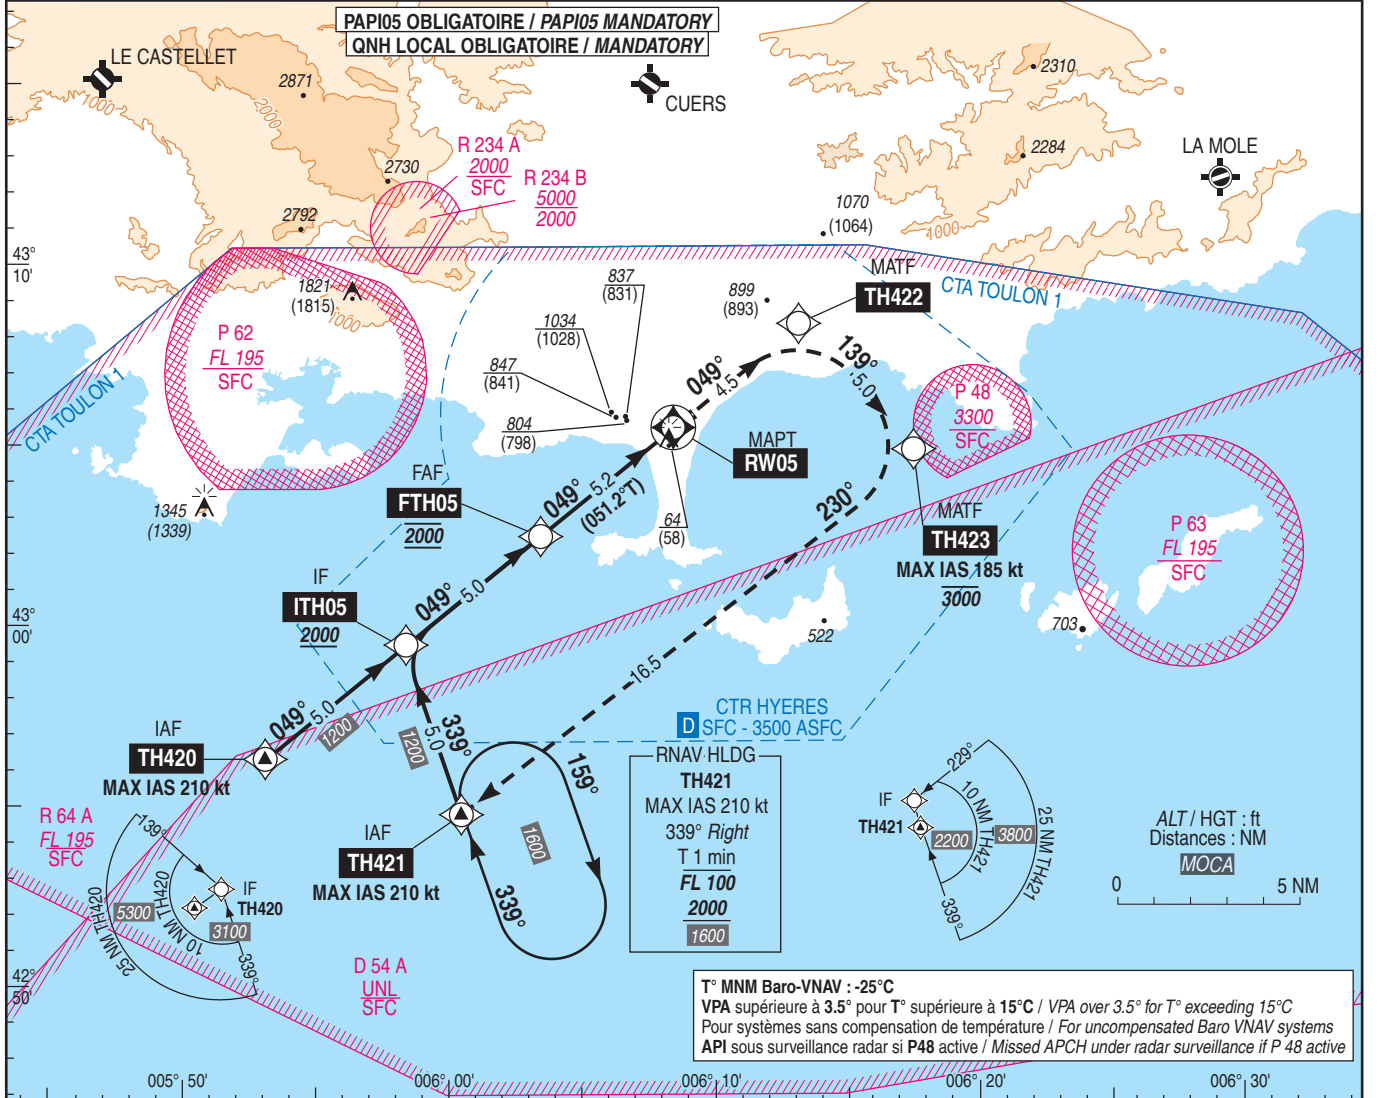 PAPI05 OBLIGATOIRE / PAPI05 MANDATORY
QNH LOCAL OBLIGATOIRE / MANDATORY
LE CASTELLET
CUERS
LA MOLE
2871
2310
2284
2730
2792
1000
2000
R 234 A
2000
SFC
R 234 B
5000
2000
1070
(1064)
1000
43°
10'
1821
(1815)
1000
837
(831)
899
(893)
MATF
TH422
CTA TOULON 1
P 62
FL 195
SFC
1034
(1028)
847
(841)
804
(798)
CTA TOULON 1
049°
4.5
139°
5.0
P 48
3300
SFC
MAPT
RW05
FAF
FTH05
2000
049°
5.2
(051.2°T)
64
(58)
230°
MATF
TH423
MAX IAS 185 kt
3000
1345
(1339)
P 63
FL 195
SFC
IF
ITH05
2000
049°
5.0
43°
00'
522
703
16.5
IAF
TH420
MAX IAS 210 kt
049°
5.0
1200
1200
339°
5.0
CTR HYERES
D
SFC - 3500 ASFC
159°
1600
339°
IAF
TH421
MAX IAS 210 kt
RNAV HLDG
TH421
MAX IAS 210 kt
339° Right
T 1 min
FL 100
2000
1600
R 64 A
FL 195
SFC
139°
IF
TH420
5300
3100
10 NM TH420
25 NM TH420
339°
229°
IF
TH421
2200
3800
10 NM TH421
25 NM TH421
339°
ALT / HGT : ft
Distances : NM
MOCA
0 5 NM
D 54 A
UNL
SFC
42°
50'
T° MNM Baro-VNAV : -25°C
VPA supérieure à 3.5° pour T° supérieure à 15°C / VPA over 3.5° for T° exceeding 15°C
Pour systèmes sans compensation de température / For uncompensated Baro VNAV systems
API sous surveillance radar si P48 active / Missed APCH under radar surveillance if P 48 active
005° 50' 006° 00' 006° 10' 006° 20' 006° 30'